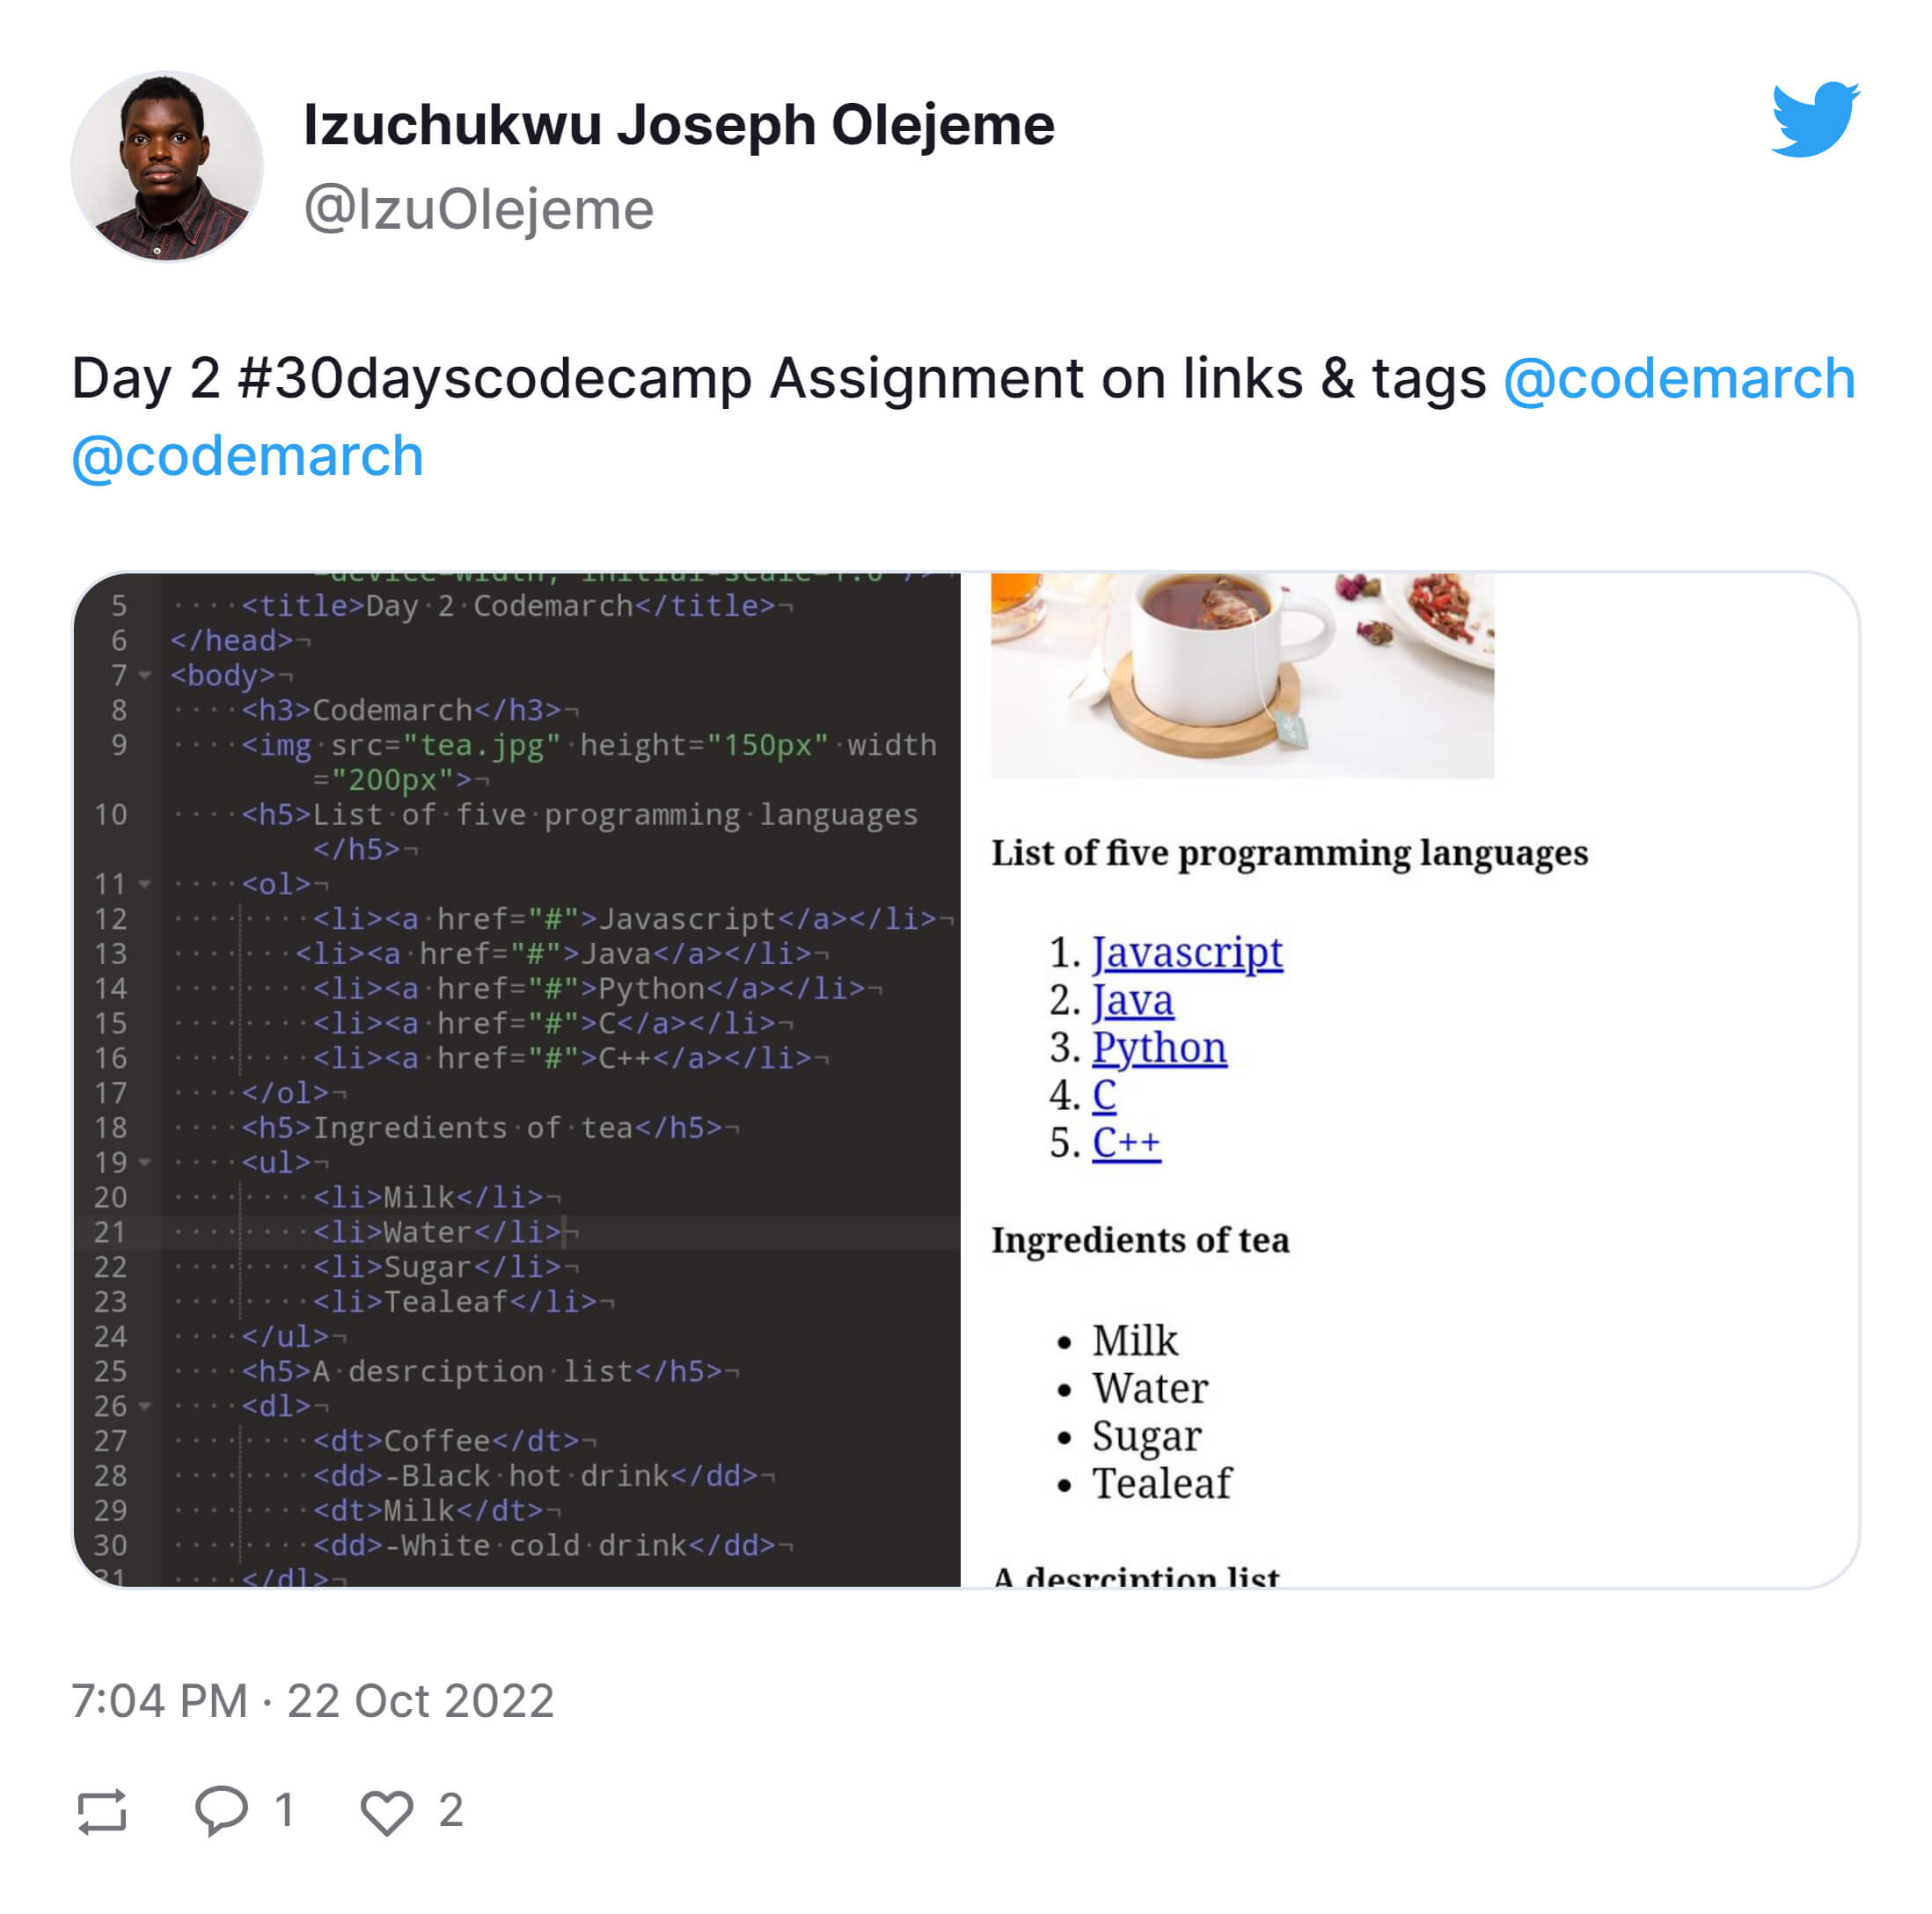 Izuchukwu Joseph Olejeme
@IzuOlejeme
Day 2 #30dayscodecamp Assignment on links & tags @codemarch
@codemarch
=device-width, initial-scale=1.0"/>¬
5 ····<title>Day·2·Codemarch</title>¬
6 </head>¬
7 <body>¬
8 ····<h3>Codemarch</h3>¬
9 ····<img·src="tea.jpg"·height="150px"·width
="200px">¬
10 ····<h5>List·of·five·programming·languages
</h5>¬
11 ····<ol>¬
12 ········<li><a·href="#">Javascript</a></li>¬
13 ·······<li><a·href="#">Java</a></li>¬
14 ········<li><a·href="#">Python</a></li>¬
15 ········<li><a·href="#">C</a></li>¬
16 ········<li><a·href="#">C++</a></li>¬
17 ····</ol>¬
18 ····<h5>Ingredients·of·tea</h5>¬
19 ····<ul>¬
20 ········<li>Milk</li>¬
21 ········<li>Water</li>¬
22 ········<li>Sugar</li>¬
23 ········<li>Tealeaf</li>¬
24 ····</ul>¬
25 ····<h5>A·desrciption·list</h5>¬
26 ····<dl>¬
27 ········<dt>Coffee</dt>¬
28 ········<dd>-Black·hot·drink</dd>¬
29 ········<dt>Milk</dt>¬
30 ········<dd>-White·cold·drink</dd>¬
31 ····</dl>¬
List of five programming languages
1. Javascript
2. Java
3. Python
4. C
5. C++
Ingredients of tea
• Milk
• Water
• Sugar
• Tealeaf
A desrciption list
7:04 PM · 22 Oct 2022
1 2